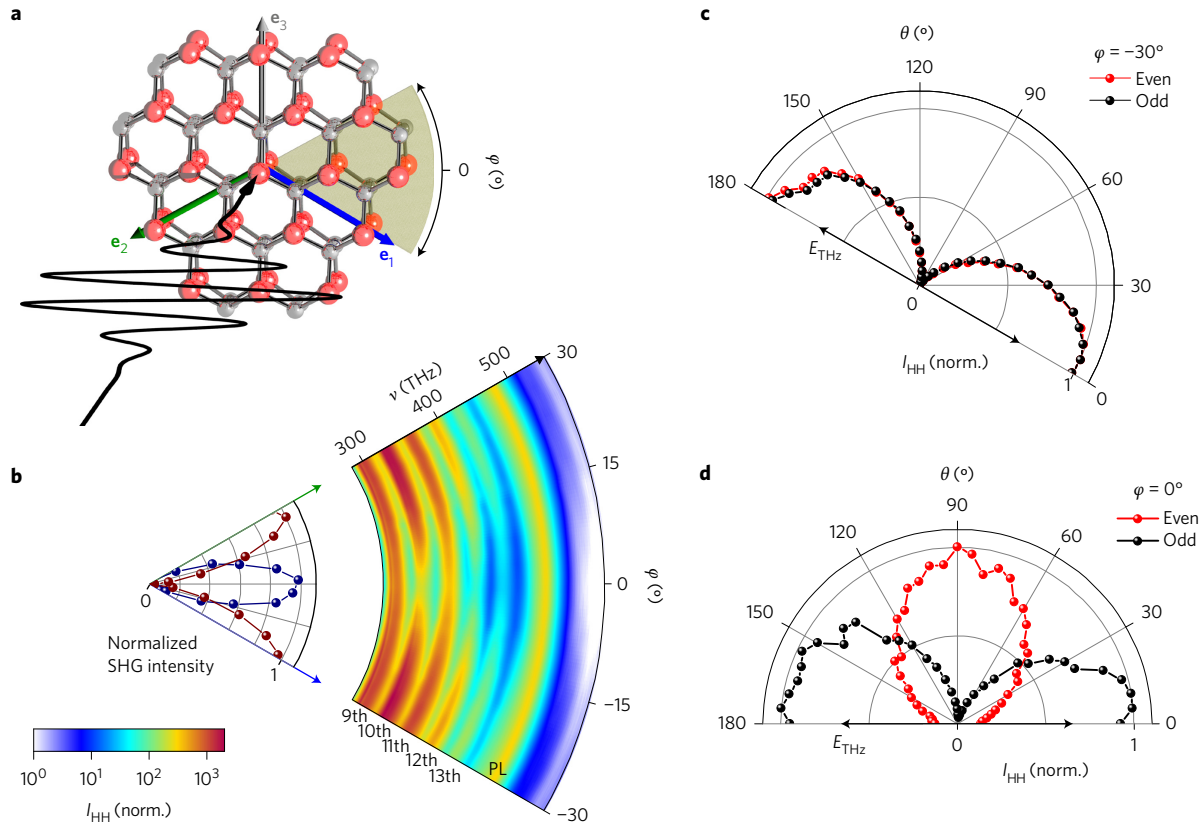 a
e3
φ (°)
0
e2
e1
b
ν (THz)
300
400
500
30
15
0
φ (°)
−15
−30
0
1
Normalized
SHG intensity
9th
10th
11th
12th
13th
PL
10^0 10^1 10^2 10^3
I_HH (norm.)
c
θ (°)
φ = −30°
Even
Odd
180
150
120
90
60
30
0
E_THz
0
I_HH (norm.)
1
d
θ (°)
φ = 0°
Even
Odd
180
150
120
90
60
30
0
E_THz
0
I_HH (norm.)
1